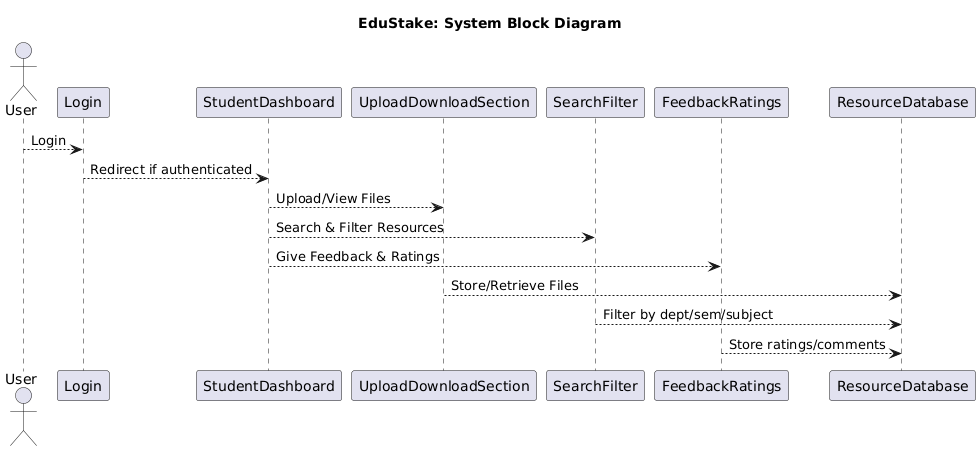 EduStake: System Block Diagram
User
Login
StudentDashboard
UploadDownloadSection
SearchFilter
FeedbackRatings
ResourceDatabase
Login
Redirect if authenticated
Upload/View Files
Search & Filter Resources
Give Feedback & Ratings
Store/Retrieve Files
Filter by dept/sem/subject
Store ratings/comments
User
Login
StudentDashboard
UploadDownloadSection
SearchFilter
FeedbackRatings
ResourceDatabase